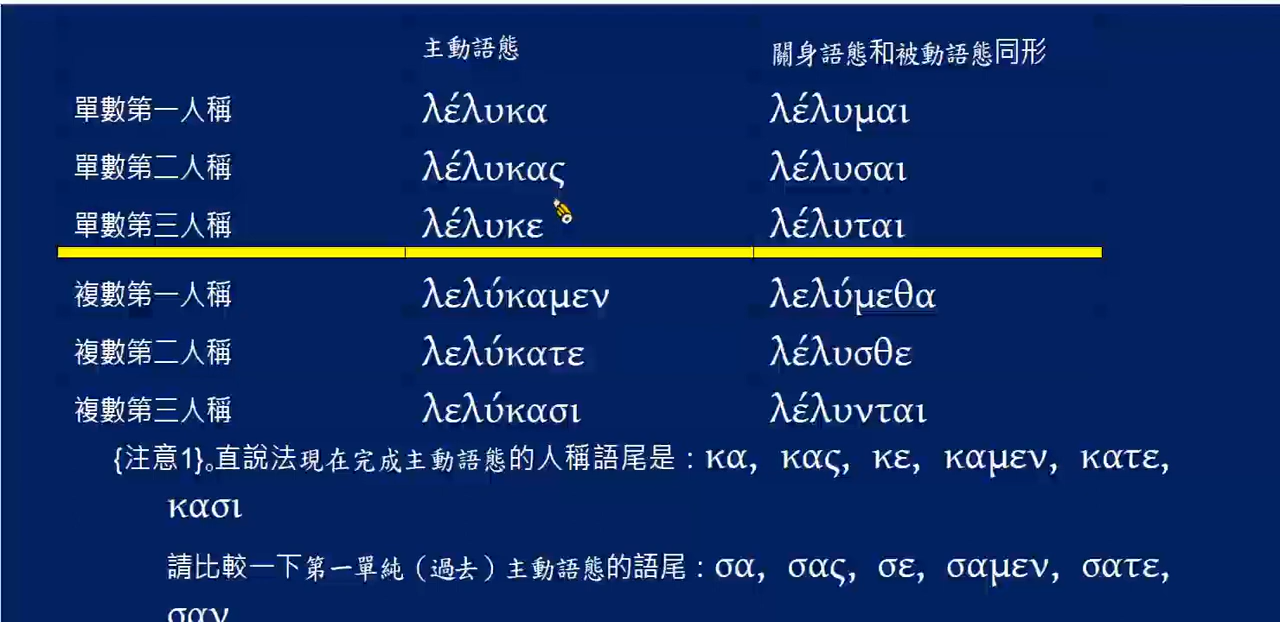 主動語態 關身語態和被動語態同形
單數第一人稱 λέλυκα λέλυμαι
單數第二人稱 λέλυκας λέλυσαι
單數第三人稱 λέλυκε λέλυται
複數第一人稱 λελύκαμεν λελύμεθα
複數第二人稱 λελύκατε λέλυσθε
複數第三人稱 λελύκασι λέλυνται
{注意1}。直說法現在完成主動語態的人稱語尾是：κα, κας, κε, καμεν, κατε,
κασι
請比較一下第一單純（過去）主動語態的語尾：σα, σας, σε, σαμεν, σατε,
σαν